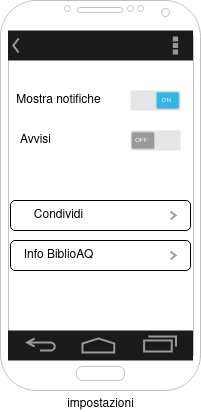 Mostra notifiche ON
Avvisi OFF
Condividi
Info BiblioAQ
impostazioni